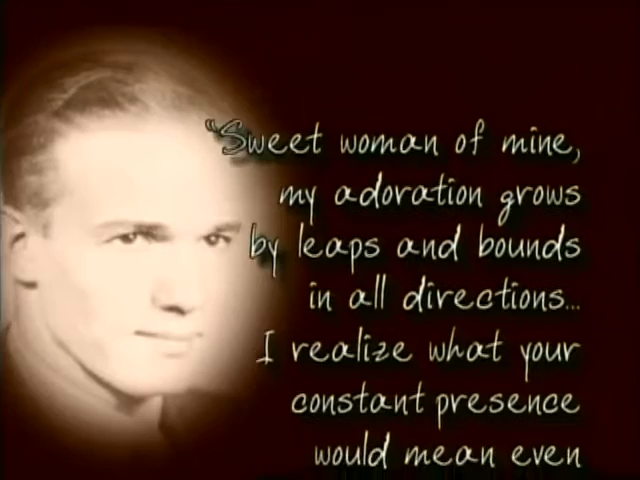 "Sweet woman of mine,
my adoration grows
by leaps and bounds
in all directions...
I realize what your
constant presence
would mean even